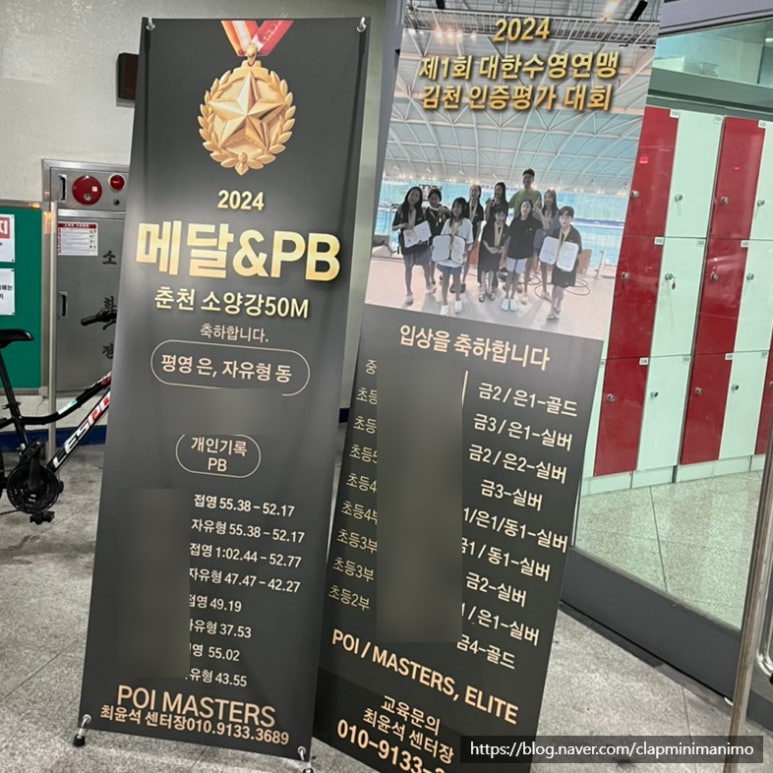 2024
메달&PB
춘천 소양강50M
축하합니다.
평영 은, 자유형 동
개인기록
PB
접영 55.38 - 52.17
자유형 55.38 - 52.17
접영 1:02.44 - 52.77
자유형 47.47 - 42.27
접영 49.19
자유형 37.53
55.02
자유형 43.55
POI MASTERS
최윤석 센터장010.9133.3689
2024
제1회 대한수영연맹
김천 인증평가 대회
입상을 축하합니다
중
금2 / 은1-골드
초등
금3 / 은1-실버
초등
금2 / 은2-실버
초등5
금3-실버
초등4
/은1/동1-실버
초등4부
금1 / 동1-실버
초등3부
금2-실버
초등3부
/ 은1-실버
초등2부
금4-골드
POI / MASTERS, ELITE
교육문의
최윤석 센터장
010-9133-
LESPO
https://blog.naver.com/clapminimanimo